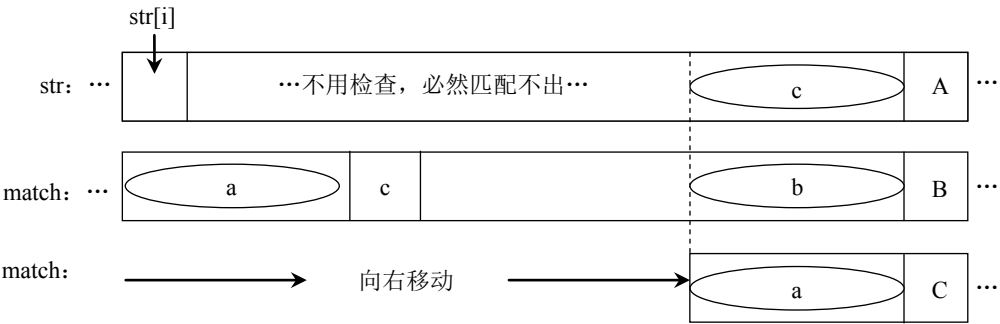 str[i]
str：… …不用检查，必然匹配不出… c A …
match：… a c b B …
match： 向右移动 a C …